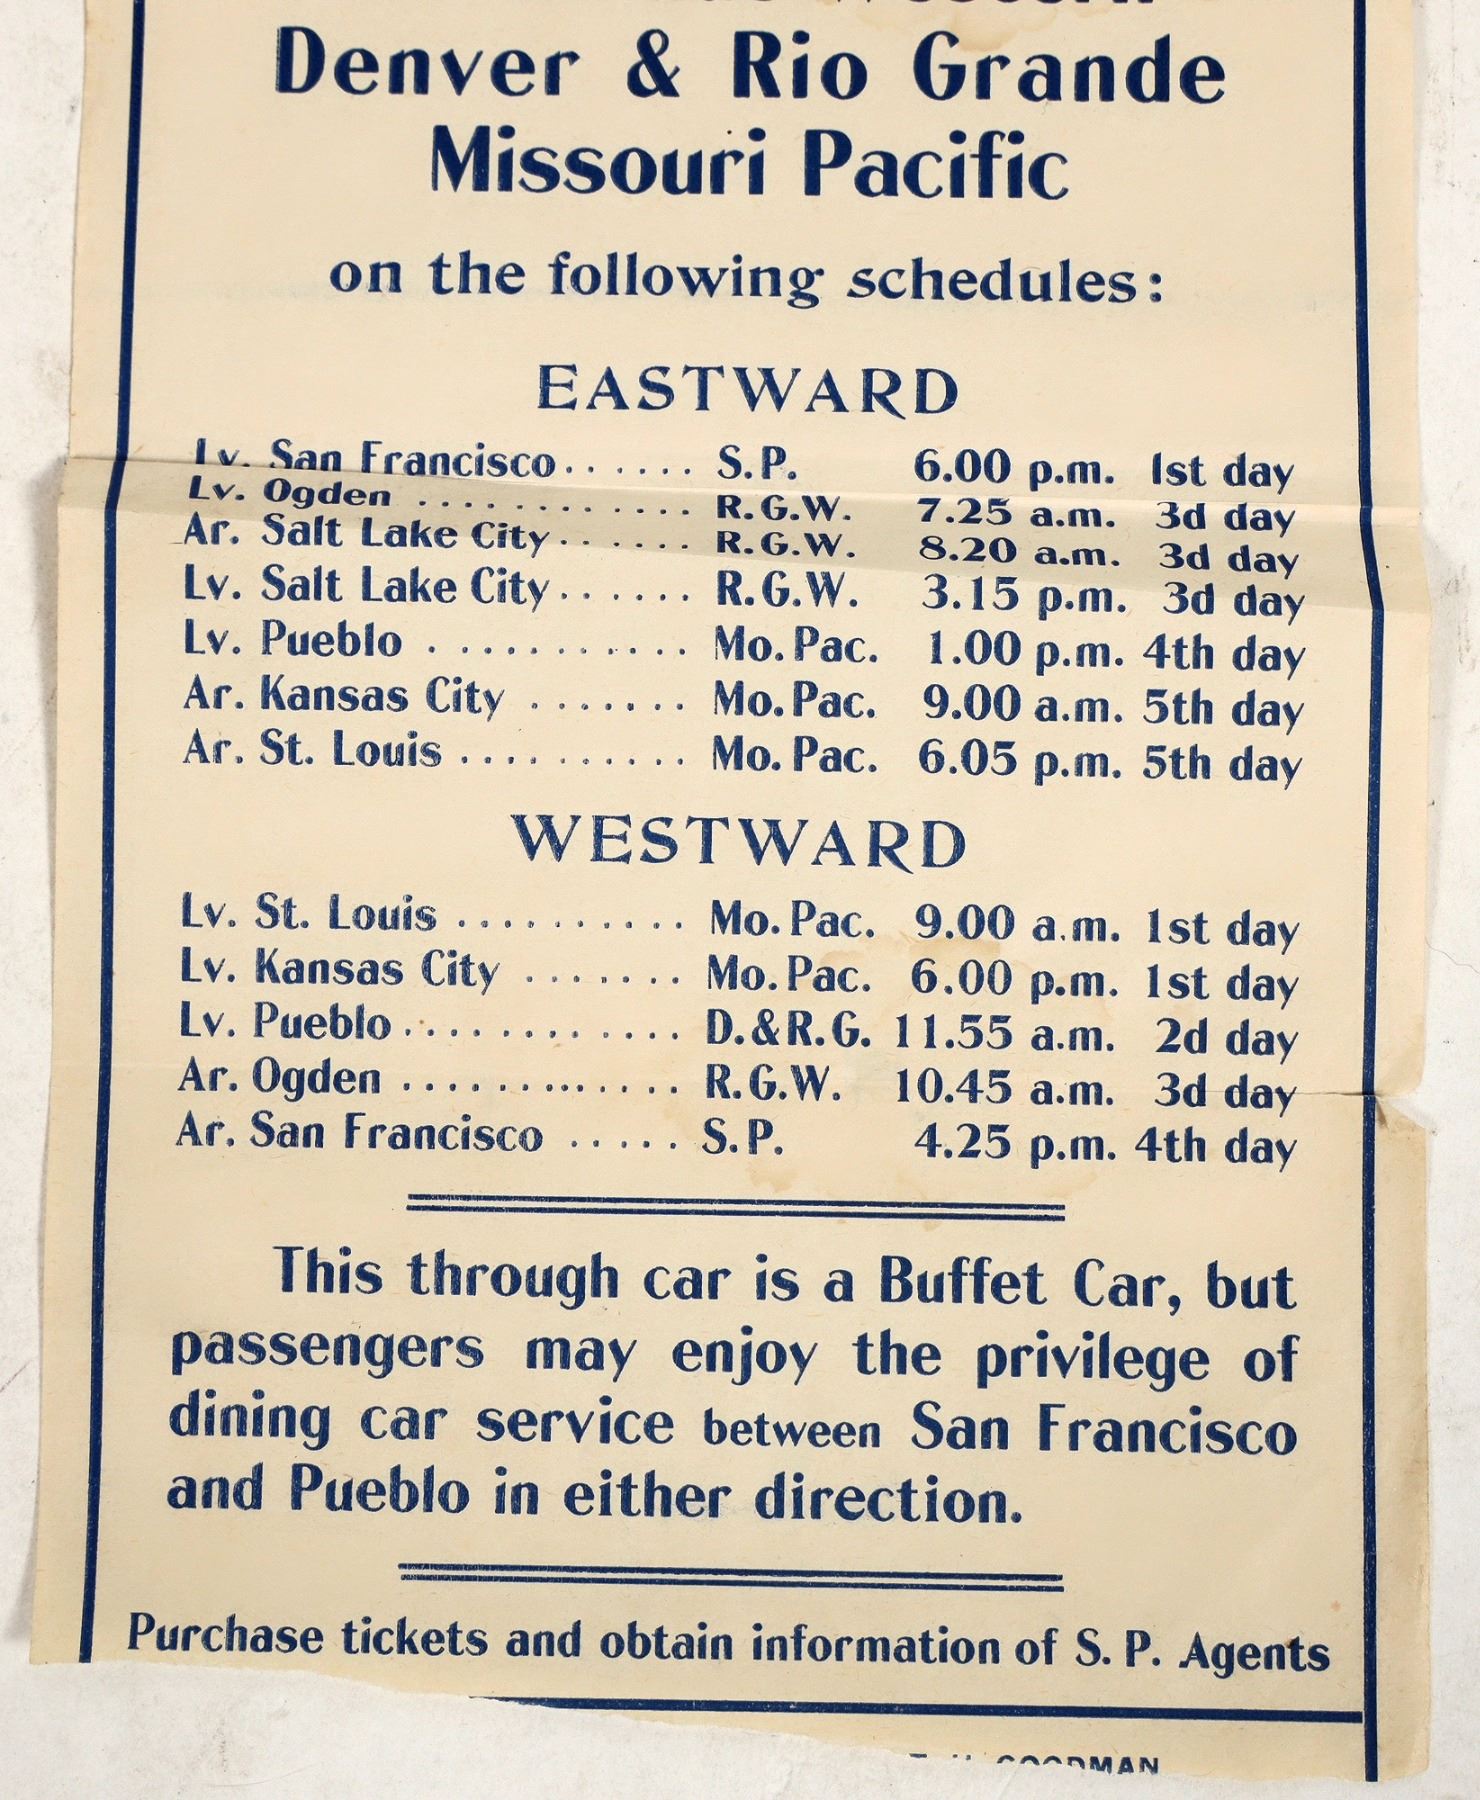 Denver & Rio Grande
Missouri Pacific
on the following schedules:
EASTWARD
Lv. San Francisco...... S.P. 6.00 p.m. 1st day
Lv. Ogden ............ R.G.W. 7.25 a.m. 3d day
Ar. Salt Lake City...... R.G.W. 8.20 a.m. 3d day
Lv. Salt Lake City...... R.G.W. 3.15 p.m. 3d day
Lv. Pueblo ........... Mo. Pac. 1.00 p.m. 4th day
Ar. Kansas City ....... Mo. Pac. 9.00 a.m. 5th day
Ar. St. Louis .......... Mo. Pac. 6.05 p.m. 5th day
WESTWARD
Lv. St. Louis .......... Mo. Pac. 9.00 a.m. 1st day
Lv. Kansas City ....... Mo. Pac. 6.00 p.m. 1st day
Lv. Pueblo............ D. & R. G. 11.55 a.m. 2d day
Ar. Ogden ............. R.G.W. 10.45 a.m. 3d day
Ar. San Francisco ..... S.P. 4.25 p.m. 4th day
This through car is a Buffet Car, but
passengers may enjoy the privilege of
dining car service between San Francisco
and Pueblo in either direction.
Purchase tickets and obtain information of S. P. Agents
GOODMAN